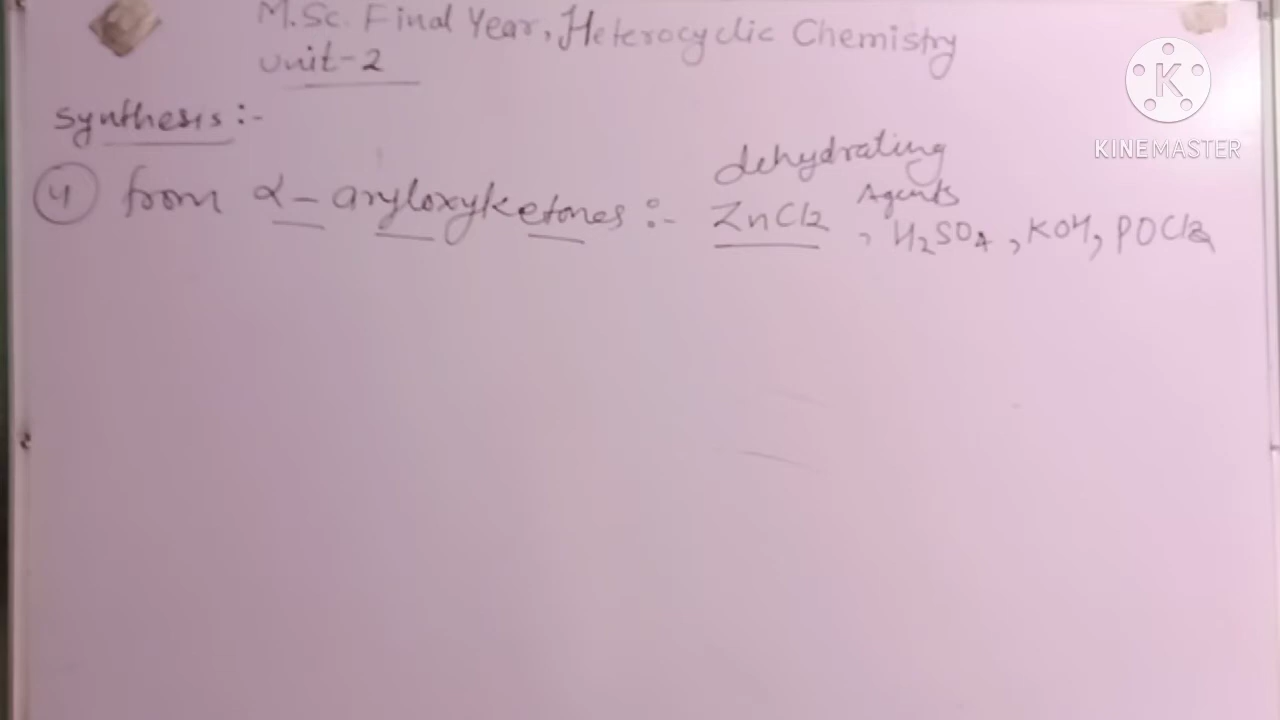 M.Sc. Final Year, Heterocyclic Chemistry
Unit-2
K
KINEMASTER
Synthesis:-
4 from α-aryloxyketones:- ZnCl2, H2SO4, KOH, POCl3
dehydrating
Agents